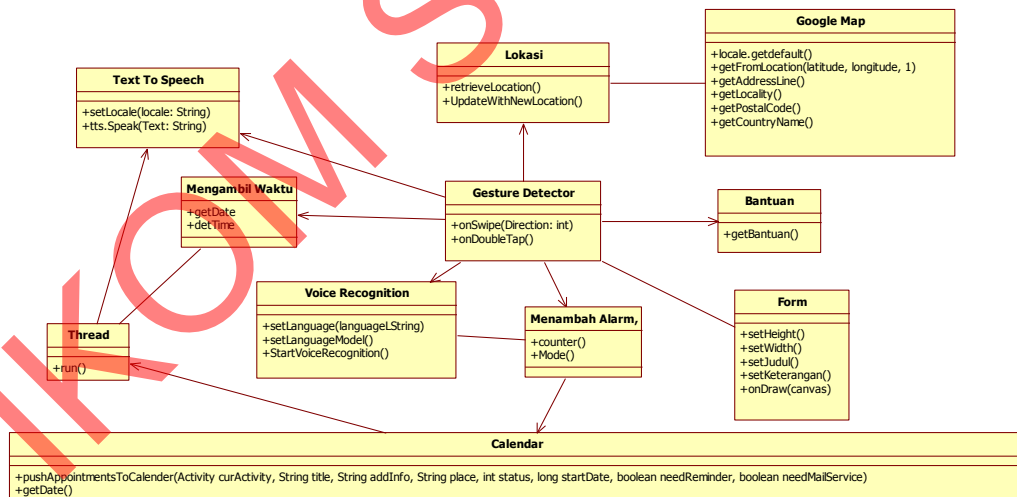 Google Map
+locale.getdefault()
+getFromLocation(latitude, longitude, 1)
+getAddressLine()
+getLocality()
+getPostalCode()
+getCountryName()
Lokasi
+retrieveLocation()
+UpdateWithNewLocation()
Text To Speech
+setLocale(locale: String)
+tts.Speak(Text: String)
Mengambil Waktu
+getDate
+detTime
Gesture Detector
+onSwipe(Direction: int)
+onDoubleTap()
Bantuan
+getBantuan()
Voice Recognition
+setLanguage(languageLString)
+setLanguageModel()
+StartVoiceRecognition()
Menambah Alarm,
+counter()
+Mode()
Form
+setHeight()
+setWidth()
+setJudul()
+setKeterangan()
+onDraw(canvas)
Thread
+run()
Calendar
+pushAppointmentsToCalender(Activity curActivity, String title, String addInfo, String place, int status, long startDate, boolean needReminder, boolean needMailService)
+getDate()
IKOM S